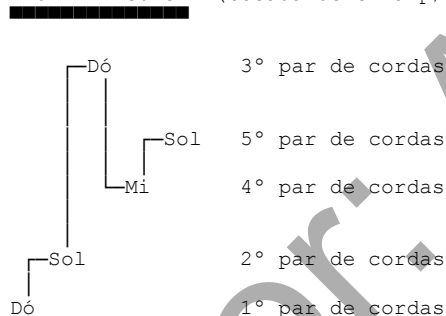 Dó 3º par de cordas
Sol 5º par de cordas
Mi 4º par de cordas
Sol 2º par de cordas
Dó 1º par de cordas